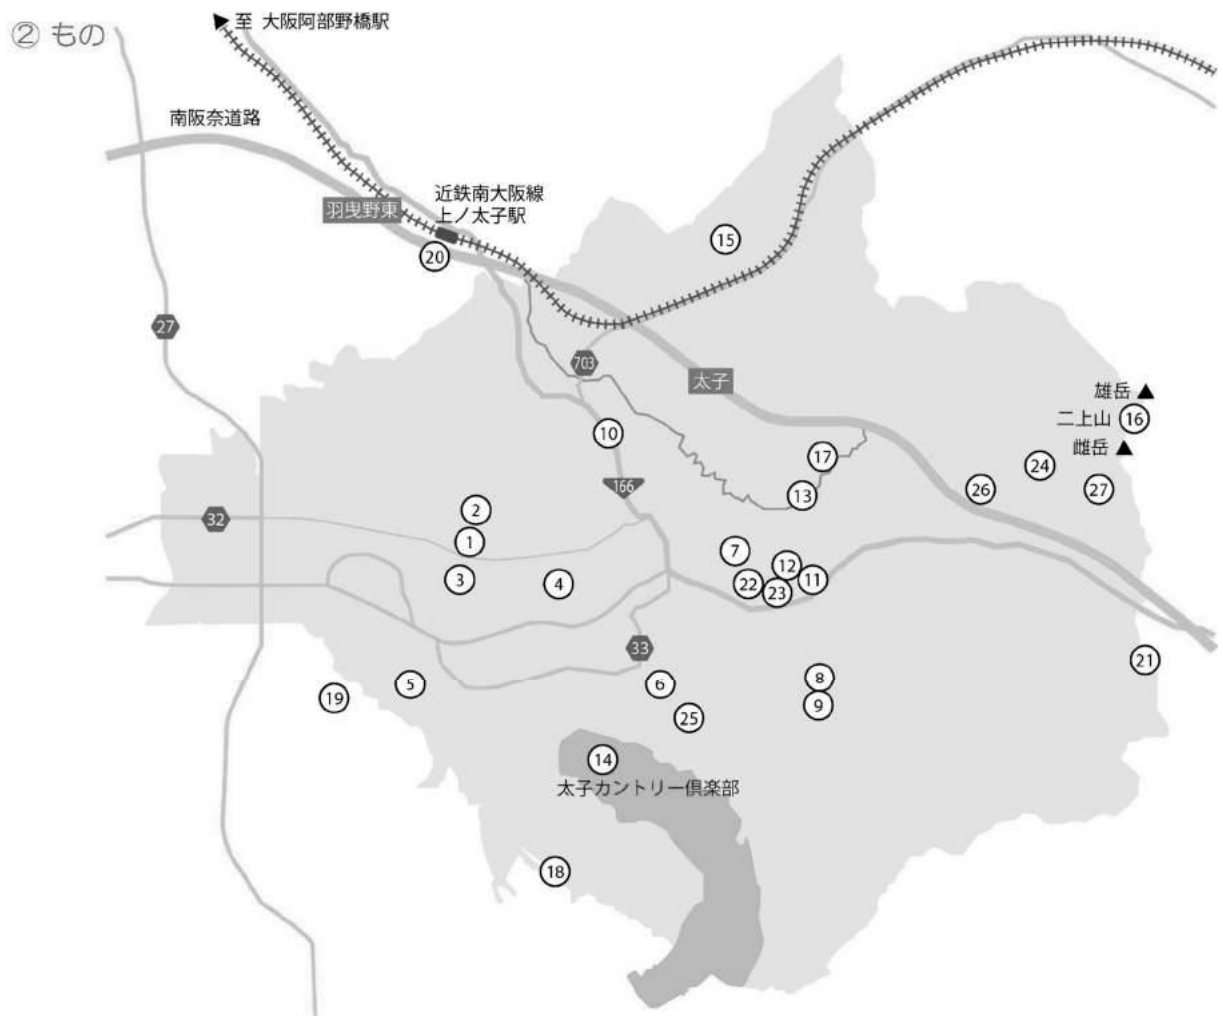 ② もの
至 大阪阿部野橋駅
南阪奈道路
近鉄南大阪線
上ノ太子駅
羽曳野東
⑮
⑳
27
703
太子
雄岳 ▲
二上山 ⑯
雌岳 ▲
⑩
⑰
㉔
166
⑬
㉖
㉗
②
32
①
⑦
③
④
⑫
⑪
㉒
㉓
33
㉑
⑲
⑤
⑥
⑧
㉕
⑨
⑭
太子カントリー倶楽部
⑱